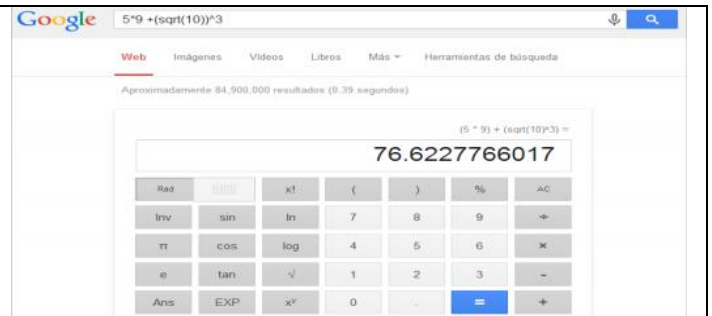 Google 5*9 +(sqrt(10))^3
Web Imágenes Videos Libros Más Herramientas de búsqueda
Aproximadamente 84,900,000 resultados (0.39 segundos)
(5 * 9) + (sqrt(10)^3) =
76.6227766017
Rad x! ( ) % AC
Inv sin ln 7 8 9 ÷
π cos log 4 5 6 ×
e tan √ 1 2 3 -
Ans EXP xʸ 0 . = +